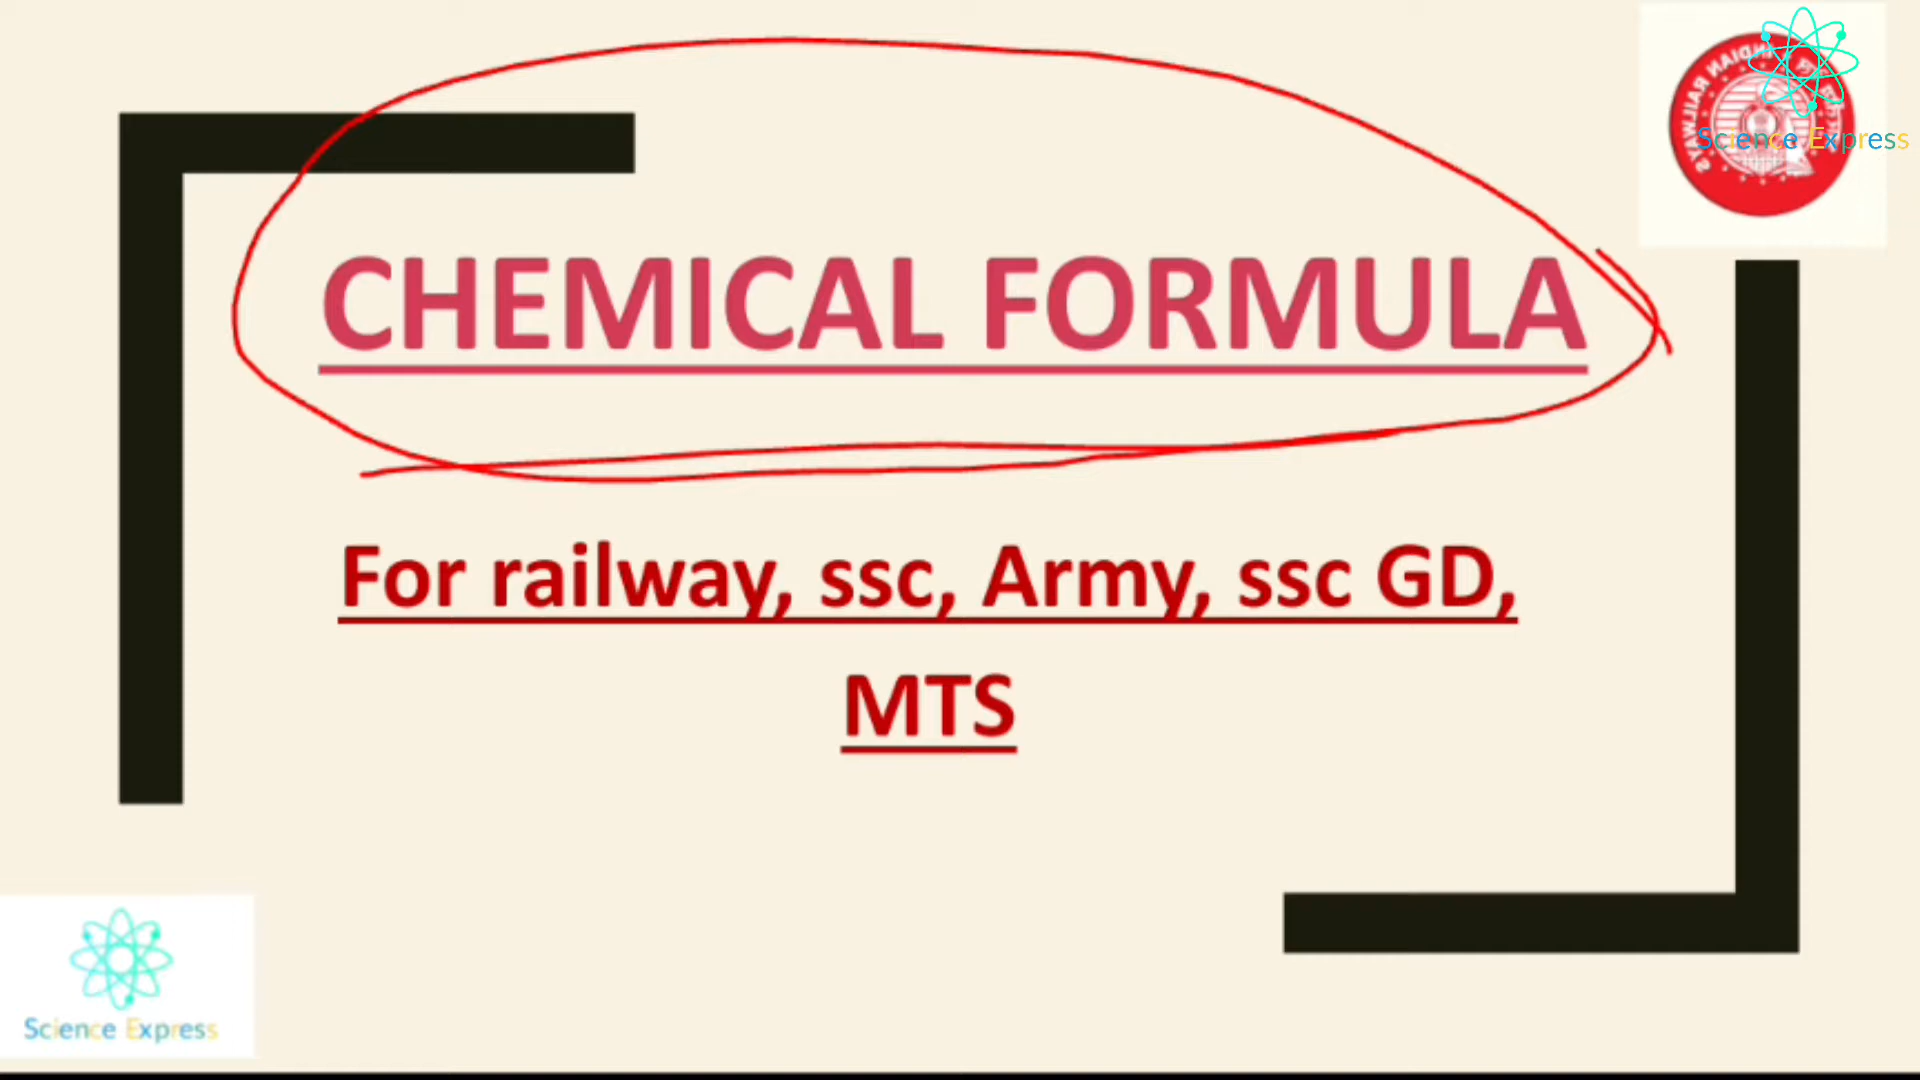 Science Express
CHEMICAL FORMULA
For railway, ssc, Army, ssc GD,
MTS
Science Express